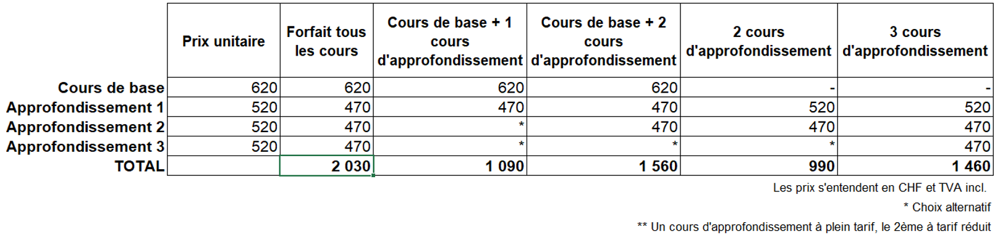 Prix unitaire | Forfait tous les cours | Cours de base + 1 cours d'approfondissement | Cours de base + 2 cours d'approfondissement | 2 cours d'approfondissement | 3 cours d'approfondissement
Cours de base | 620 | 620 | 620 | 620 | - | -
Approfondissement 1 | 520 | 470 | 470 | 470 | 520 | 520
Approfondissement 2 | 520 | 470 | * | 470 | 470 | 470
Approfondissement 3 | 520 | 470 | * | * | * | 470
TOTAL | | 2 030 | 1 090 | 1 560 | 990 | 1 460
Les prix s'entendent en CHF et TVA incl.
* Choix alternatif
** Un cours d'approfondissement à plein tarif, le 2ème à tarif réduit